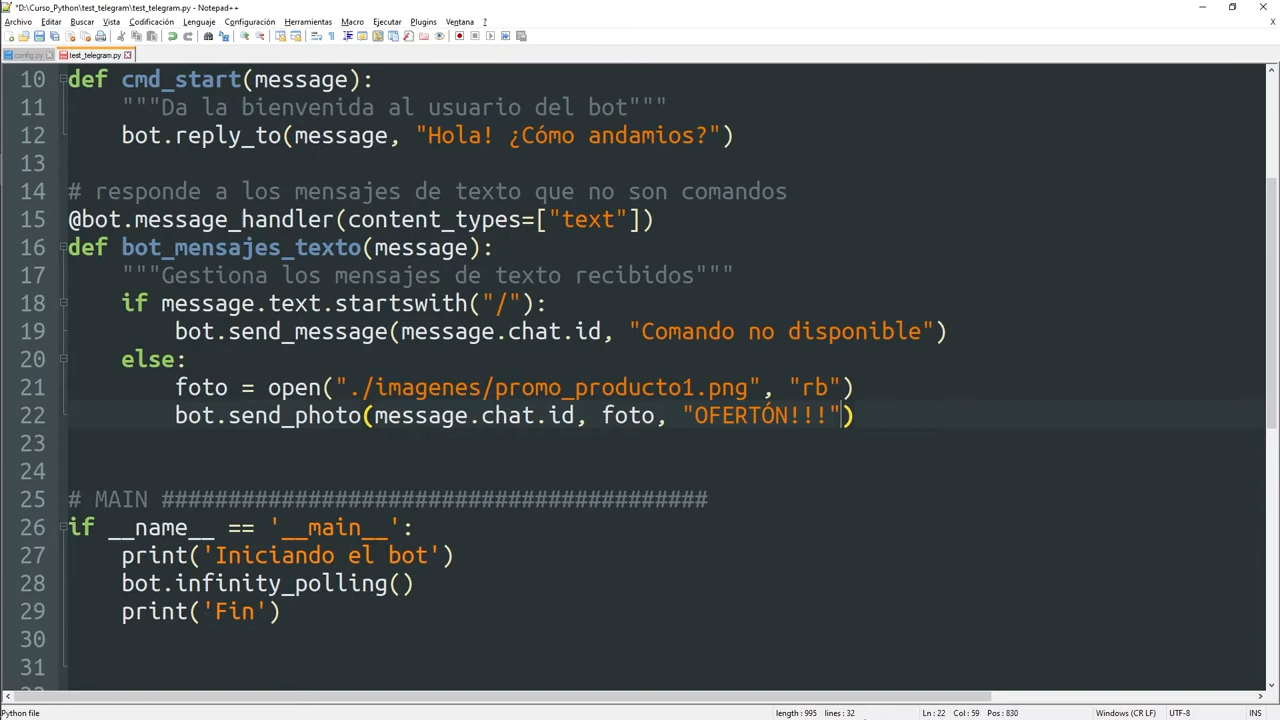 *D:\Curso_Python\test_telegram\test_telegram.py - Notepad++
Archivo Editar Buscar Vista Codificación Lenguaje Configuración Herramientas Macro Ejecutar Plugins Ventana ?
config.py test_telegram.py
10 def cmd_start(message):
11 """Da la bienvenida al usuario del bot"""
12 bot.reply_to(message, "Hola! ¿Cómo andamios?")
13
14 # responde a los mensajes de texto que no son comandos
15 @bot.message_handler(content_types=["text"])
16 def bot_mensajes_texto(message):
17 """Gestiona los mensajes de texto recibidos"""
18 if message.text.startswith("/"):
19 bot.send_message(message.chat.id, "Comando no disponible")
20 else:
21 foto = open("./imagenes/promo_producto1.png", "rb")
22 bot.send_photo(message.chat.id, foto, "OFERTÓN!!!")
23
24
25 # MAIN #########################################
26 if __name__ == '__main__':
27 print('Iniciando el bot')
28 bot.infinity_polling()
29 print('Fin')
30
31
32
Python file length : 995 lines : 32 Ln : 22 Col : 59 Pos : 830 Windows (CR LF) UTF-8 INS